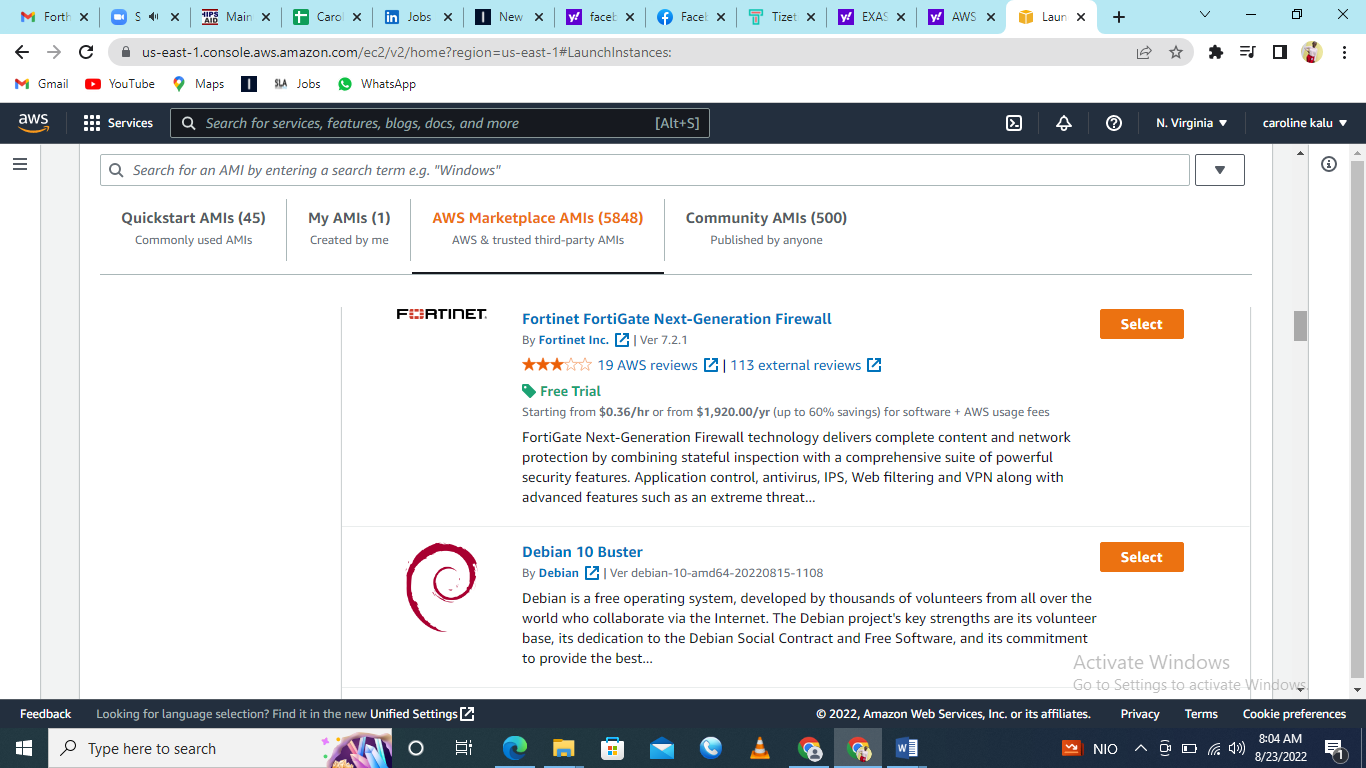 Forth
S
Main
Carol
Jobs
New
faceb
Faceb
Tizet
EXAS
AWS
Laun
us-east-1.console.aws.amazon.com/ec2/v2/home?region=us-east-1#LaunchInstances:
Gmail
YouTube
Maps
Jobs
WhatsApp
aws
Services
Search for services, features, blogs, docs, and more
[Alt+S]
N. Virginia
caroline kalu
Search for an AMI by entering a search term e.g. "Windows"
Quickstart AMIs (45)
Commonly used AMIs
My AMIs (1)
Created by me
AWS Marketplace AMIs (5848)
AWS & trusted third-party AMIs
Community AMIs (500)
Published by anyone
FORTINET
Fortinet FortiGate Next-Generation Firewall
Select
By Fortinet Inc. | Ver 7.2.1
19 AWS reviews | 113 external reviews
Free Trial
Starting from $0.36/hr or from $1,920.00/yr (up to 60% savings) for software + AWS usage fees
FortiGate Next-Generation Firewall technology delivers complete content and network
protection by combining stateful inspection with a comprehensive suite of powerful
security features. Application control, antivirus, IPS, Web filtering and VPN along with
advanced features such as an extreme threat...
Debian 10 Buster
Select
By Debian | Ver debian-10-amd64-20220815-1108
Debian is a free operating system, developed by thousands of volunteers from all over the
world who collaborate via the Internet. The Debian project's key strengths are its volunteer
base, its dedication to the Debian Social Contract and Free Software, and its commitment
to provide the best...
Activate Windows
Go to Settings to activate Windows.
Feedback
Looking for language selection? Find it in the new Unified Settings
© 2022, Amazon Web Services, Inc. or its affiliates.
Privacy
Terms
Cookie preferences
Type here to search
NIO
8:04 AM
8/23/2022
1